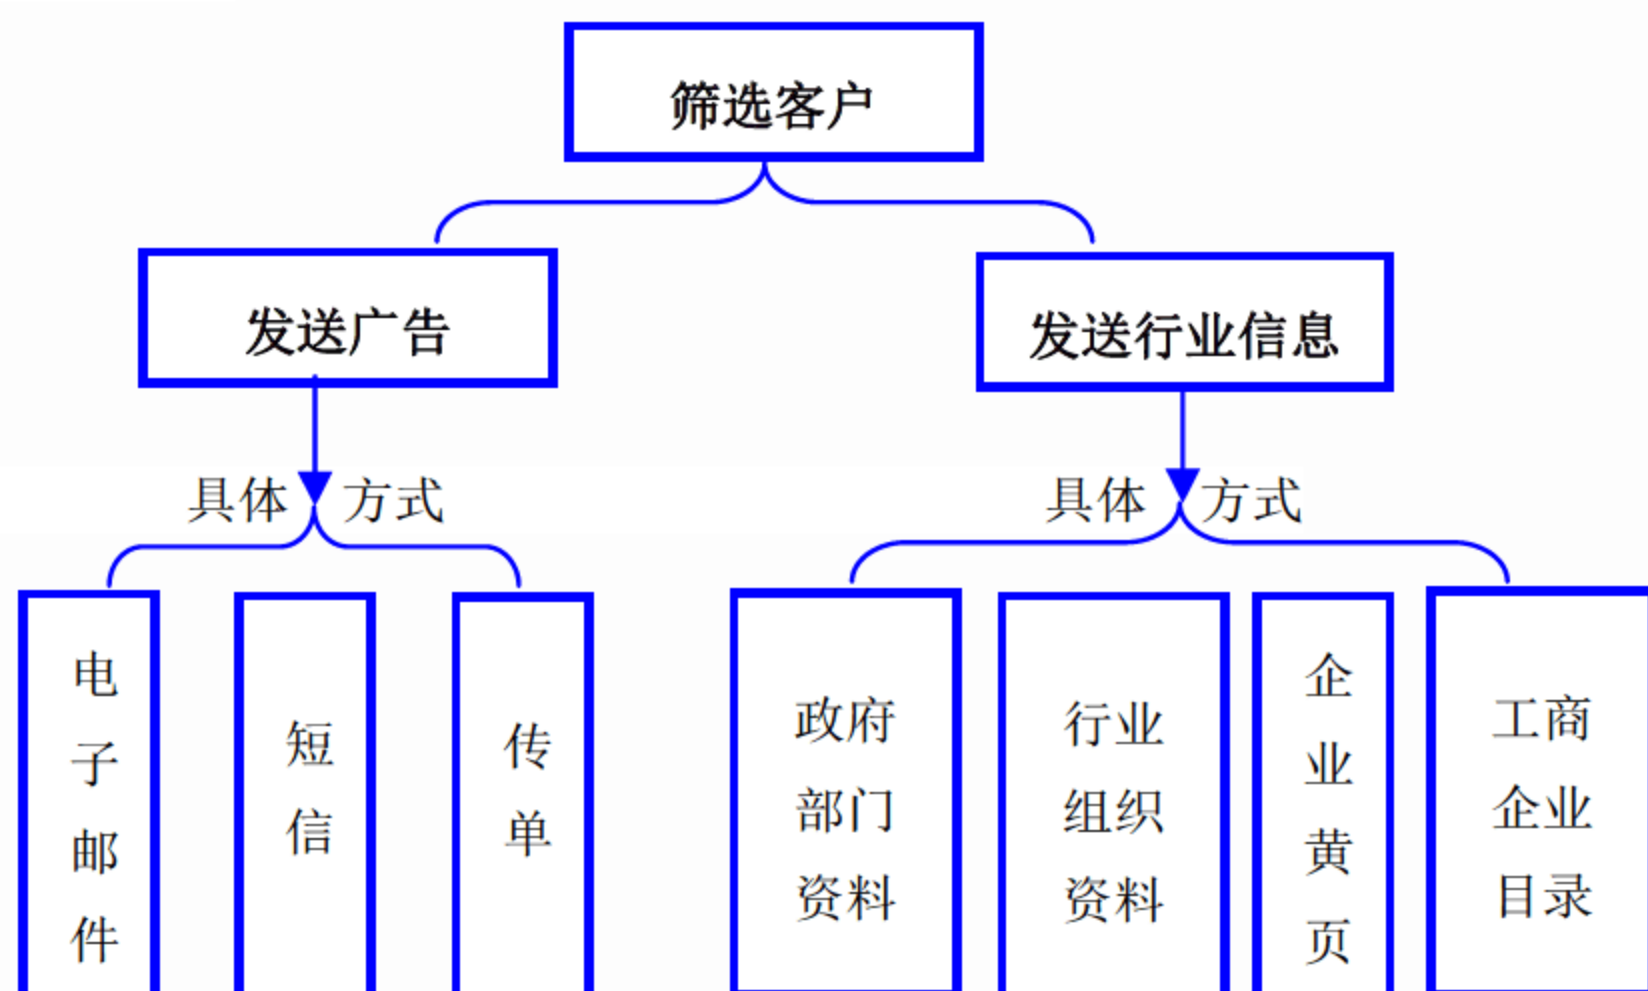 筛选客户
发送广告
发送行业信息
具体 方式
具体 方式
电
子
邮
件
短
信
传
单
政府
部门
资料
行业
组织
资料
企
业
黄
页
工商
企业
目录